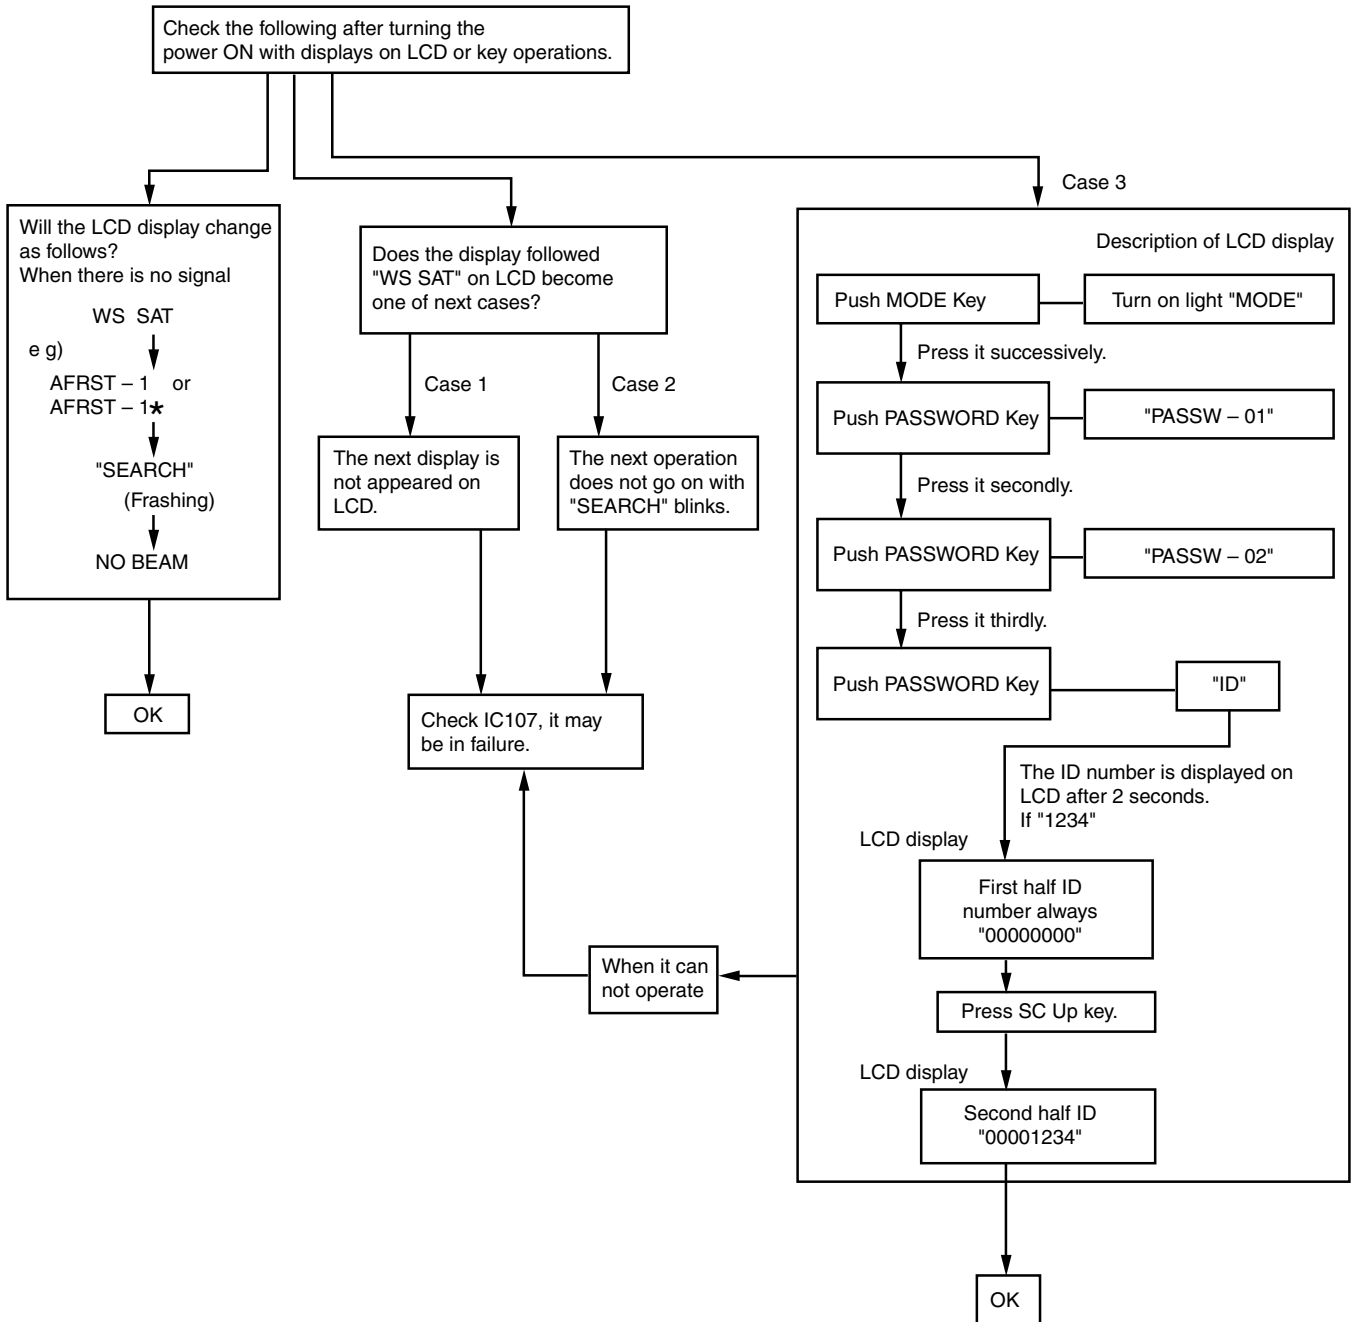 Check the following after turning the
power ON with displays on LCD or key operations.
Will the LCD display change
as follows?
When there is no signal
WS SAT
e g)
AFRST – 1 or
AFRST – 1★
"SEARCH"
(Frashing)
NO BEAM
OK
Does the display followed
"WS SAT" on LCD become
one of next cases?
Case 1
Case 2
The next display is
not appeared on
LCD.
The next operation
does not go on with
"SEARCH" blinks.
Check IC107, it may
be in failure.
When it can
not operate
Case 3
Description of LCD display
Push MODE Key
Turn on light "MODE"
Press it successively.
Push PASSWORD Key
"PASSW – 01"
Press it secondly.
Push PASSWORD Key
"PASSW – 02"
Press it thirdly.
Push PASSWORD Key
"ID"
The ID number is displayed on
LCD after 2 seconds.
If "1234"
LCD display
First half ID
number always
"00000000"
Press SC Up key.
LCD display
Second half ID
"00001234"
OK